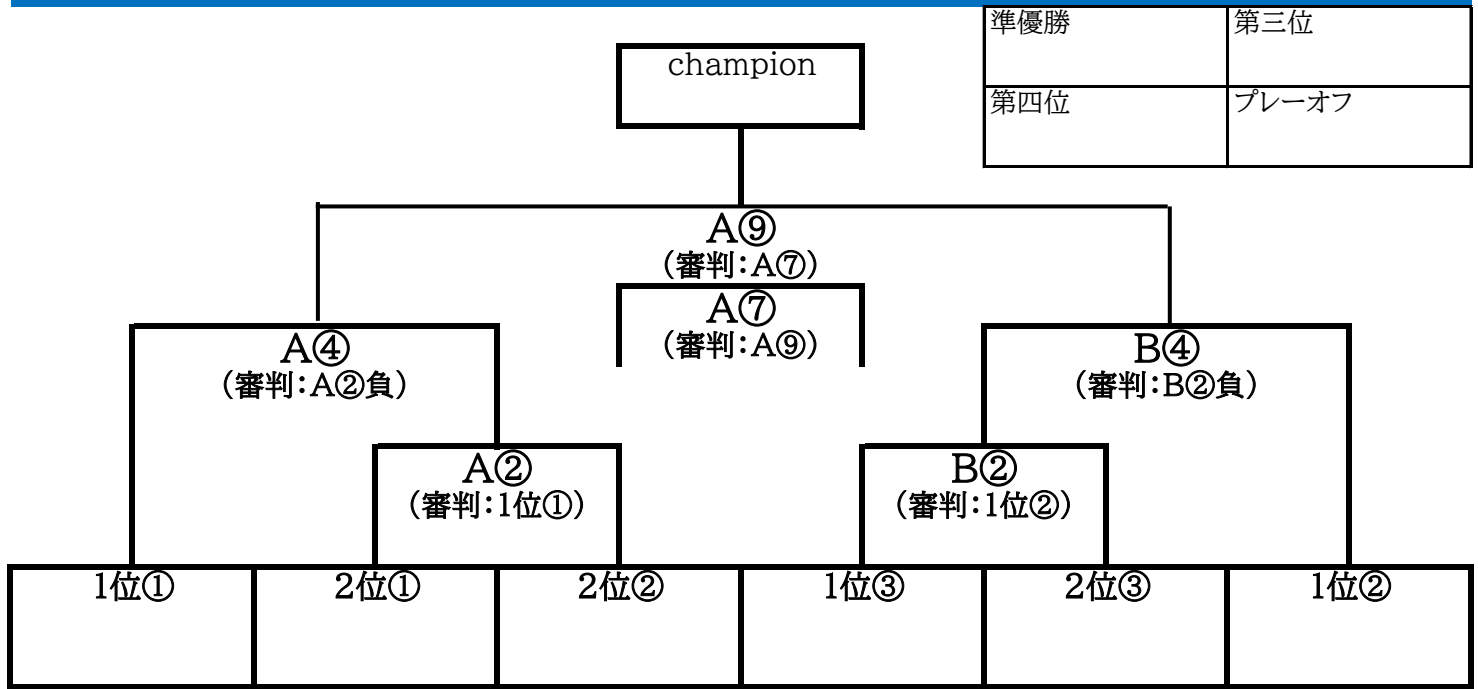 準優勝
第三位
champion
第四位
プレーオフ
A⑨
（審判：A⑦）
A⑦
（審判：A⑨）
A④
（審判：A②負）
B④
（審判：B②負）
A②
（審判：1位①）
B②
（審判：1位②）
1位①
2位①
2位②
1位③
2位③
1位②